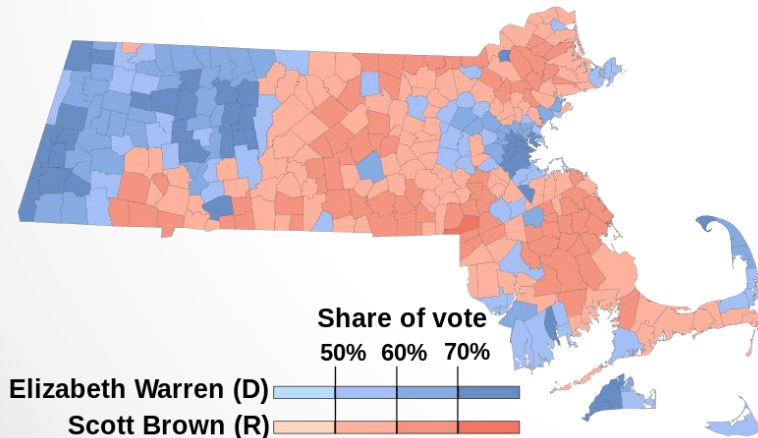 Share of vote
50% 60% 70%
Elizabeth Warren (D)
Scott Brown (R)